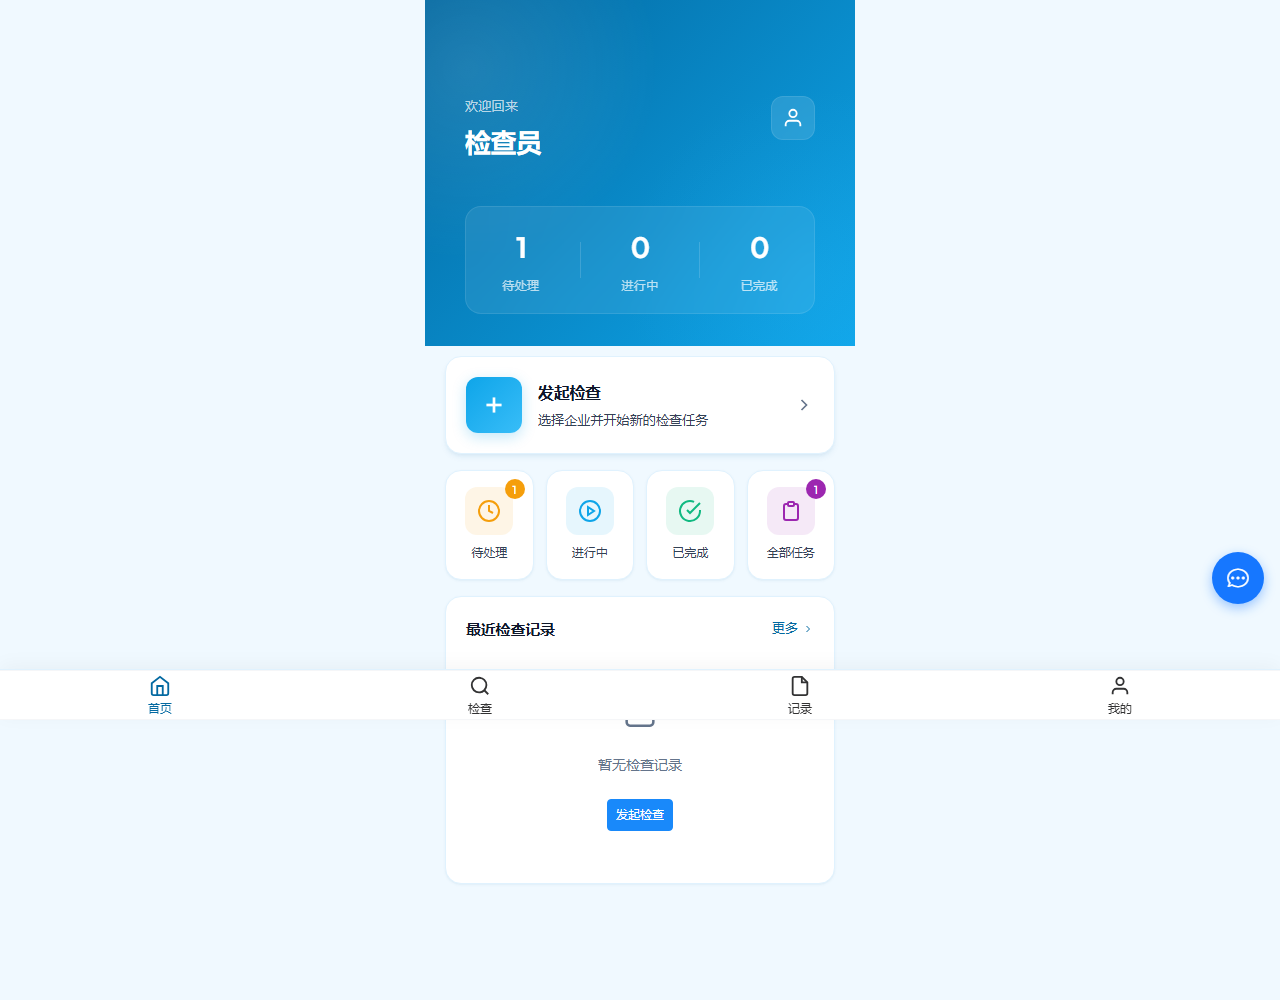 欢迎回来
检查员
1
0
0
待处理
进行中
已完成
发起检查
选择企业并开始新的检查任务
1
1
待处理
进行中
已完成
全部任务
最近检查记录
更多
首页
检查
记录
我的
暂无检查记录
发起检查